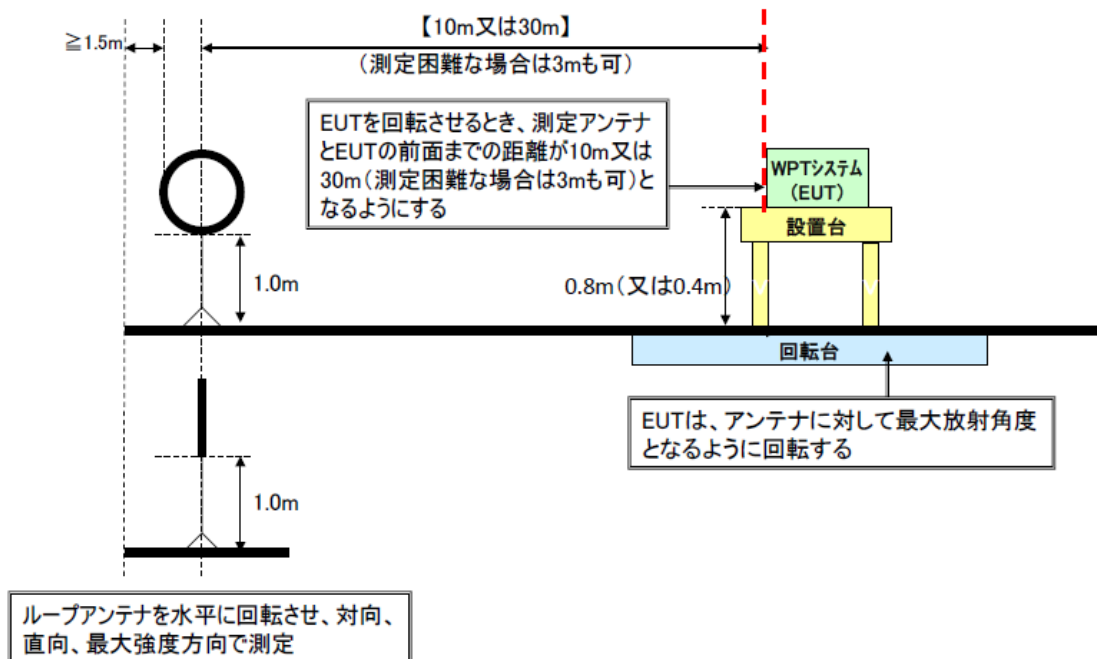 ≧1.5m
【10m又は30m】
(測定困難な場合は3mも可)
EUTを回転させるとき、測定アンテナ
とEUTの前面までの距離が10m又は
30m(測定困難な場合は3mも可)と
なるようにする
WPTシステム
(EUT)
設置台
1.0m
0.8m(又は0.4m)
回転台
EUTは、アンテナに対して最大放射角度
となるように回転する
1.0m
ループアンテナを水平に回転させ、対向、
直向、最大強度方向で測定